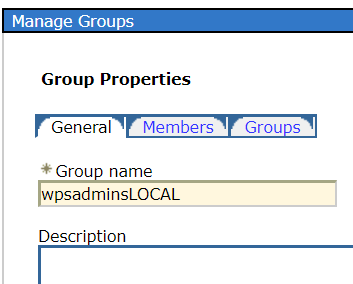 Manage Groups
Group Properties
General Members Groups
* Group name
wpsadminsLOCAL
Description